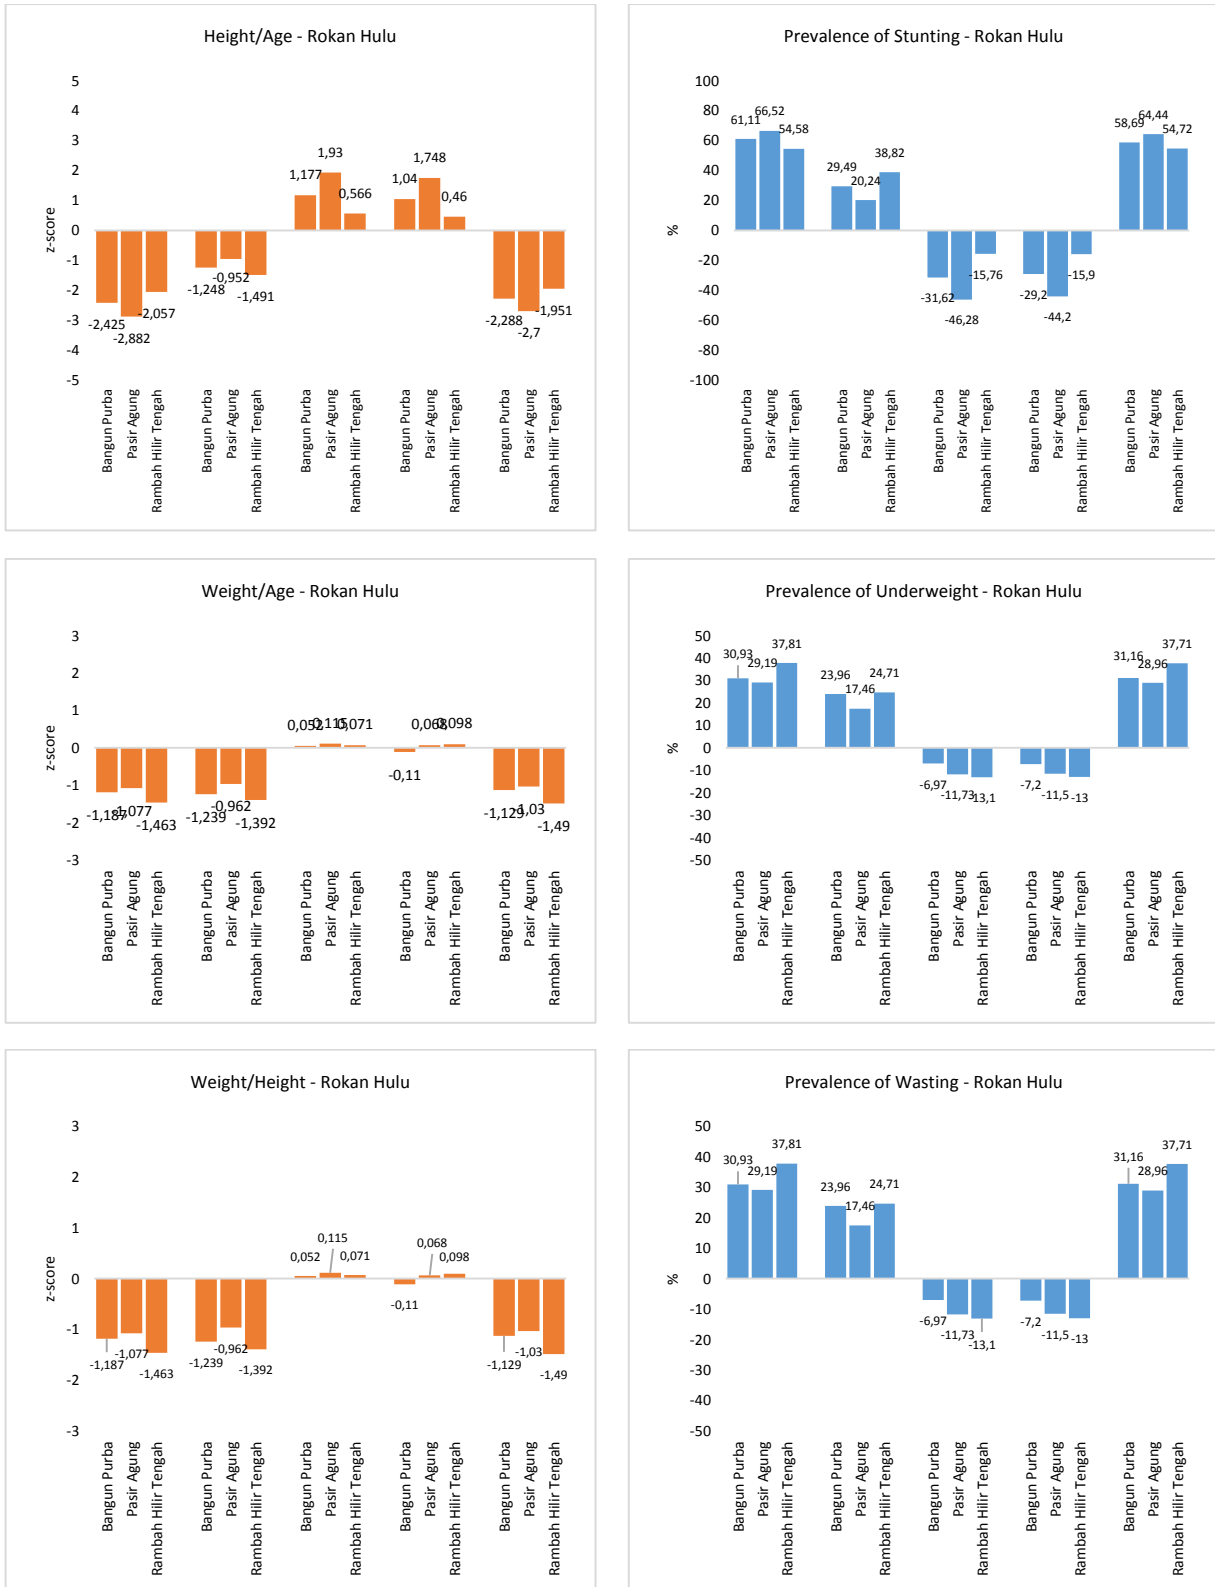 Height/Age - Rokan Hulu
5
4
3
2
1
0
-1
-2
-3
-4
-5
z-score
-2,425
-2,882
-2,057
-1,248
-0,952
-1,491
1,177
1,93
0,566
1,04
1,748
0,46
-2,288
-2,7
-1,951
Bangun Purba
Pasir Agung
Rambah Hilir Tengah
Bangun Purba
Pasir Agung
Rambah Hilir Tengah
Bangun Purba
Pasir Agung
Rambah Hilir Tengah
Bangun Purba
Pasir Agung
Rambah Hilir Tengah
Bangun Purba
Pasir Agung
Rambah Hilir Tengah
Prevalence of Stunting - Rokan Hulu
100
80
60
40
20
0
-20
-40
-60
-80
-100
%
61,11
66,52
54,58
29,49
20,24
38,82
-31,62
-46,28
-15,76
-29,2
-44,2
-15,9
58,69
64,44
54,72
Bangun Purba
Pasir Agung
Rambah Hilir Tengah
Bangun Purba
Pasir Agung
Rambah Hilir Tengah
Bangun Purba
Pasir Agung
Rambah Hilir Tengah
Bangun Purba
Pasir Agung
Rambah Hilir Tengah
Bangun Purba
Pasir Agung
Rambah Hilir Tengah
Weight/Age - Rokan Hulu
3
2
1
0
-1
-2
-3
z-score
-1,187
-1,077
-1,463
-1,239
-0,962
-1,392
0,052
0,115
0,071
-0,11
0,068
0,098
-1,129
-1,03
-1,49
Bangun Purba
Pasir Agung
Rambah Hilir Tengah
Bangun Purba
Pasir Agung
Rambah Hilir Tengah
Bangun Purba
Pasir Agung
Rambah Hilir Tengah
Bangun Purba
Pasir Agung
Rambah Hilir Tengah
Bangun Purba
Pasir Agung
Rambah Hilir Tengah
Prevalence of Underweight - Rokan Hulu
50
40
30
20
10
0
-10
-20
-30
-40
-50
%
30,93
29,19
37,81
23,96
17,46
24,71
-6,97
-11,73
-13,1
-7,2
-11,5
-13
31,16
28,96
37,71
Bangun Purba
Pasir Agung
Rambah Hilir Tengah
Bangun Purba
Pasir Agung
Rambah Hilir Tengah
Bangun Purba
Pasir Agung
Rambah Hilir Tengah
Bangun Purba
Pasir Agung
Rambah Hilir Tengah
Bangun Purba
Pasir Agung
Rambah Hilir Tengah
Weight/Height - Rokan Hulu
3
2
1
0
-1
-2
-3
z-score
-1,187
-1,077
-1,463
-1,239
-0,962
-1,392
0,052
0,115
0,071
-0,11
0,068
0,098
-1,129
-1,03
-1,49
Bangun Purba
Pasir Agung
Rambah Hilir Tengah
Bangun Purba
Pasir Agung
Rambah Hilir Tengah
Bangun Purba
Pasir Agung
Rambah Hilir Tengah
Bangun Purba
Pasir Agung
Rambah Hilir Tengah
Bangun Purba
Pasir Agung
Rambah Hilir Tengah
Prevalence of Wasting - Rokan Hulu
50
40
30
20
10
0
-10
-20
-30
-40
-50
%
30,93
29,19
37,81
23,96
17,46
24,71
-6,97
-11,73
-13,1
-7,2
-11,5
-13
31,16
28,96
37,71
Bangun Purba
Pasir Agung
Rambah Hilir Tengah
Bangun Purba
Pasir Agung
Rambah Hilir Tengah
Bangun Purba
Pasir Agung
Rambah Hilir Tengah
Bangun Purba
Pasir Agung
Rambah Hilir Tengah
Bangun Purba
Pasir Agung
Rambah Hilir Tengah